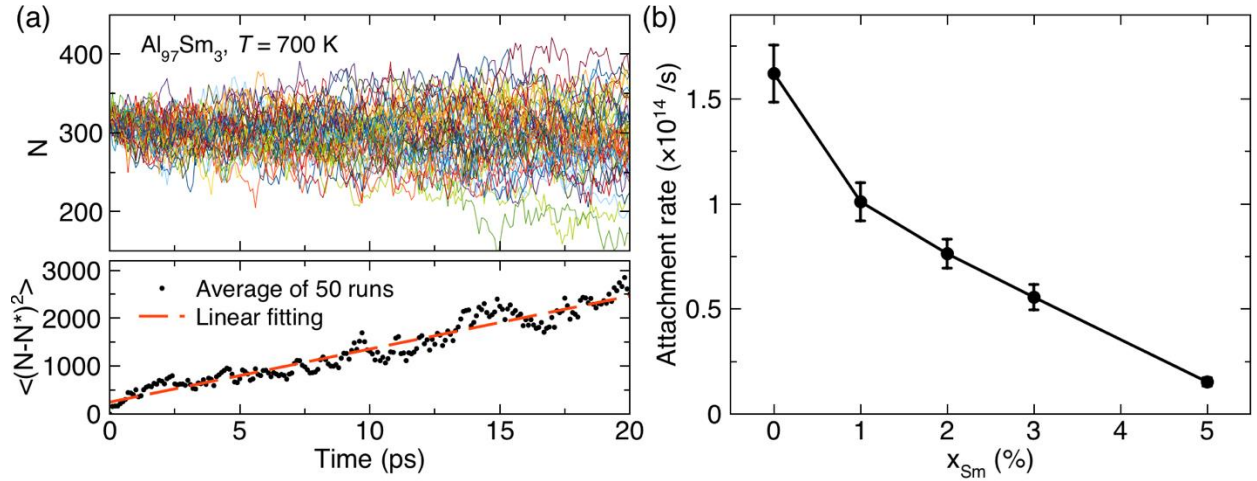 (a)
Al97Sm3, T = 700 K
400
300
200
N
3000
2000
1000
0
<(N-N*)²>
Average of 50 runs
Linear fitting
0 5 10 15 20
Time (ps)
(b)
1.5
1
0.5
0
Attachment rate (×10¹⁴ /s)
0 1 2 3 4 5
xSm (%)